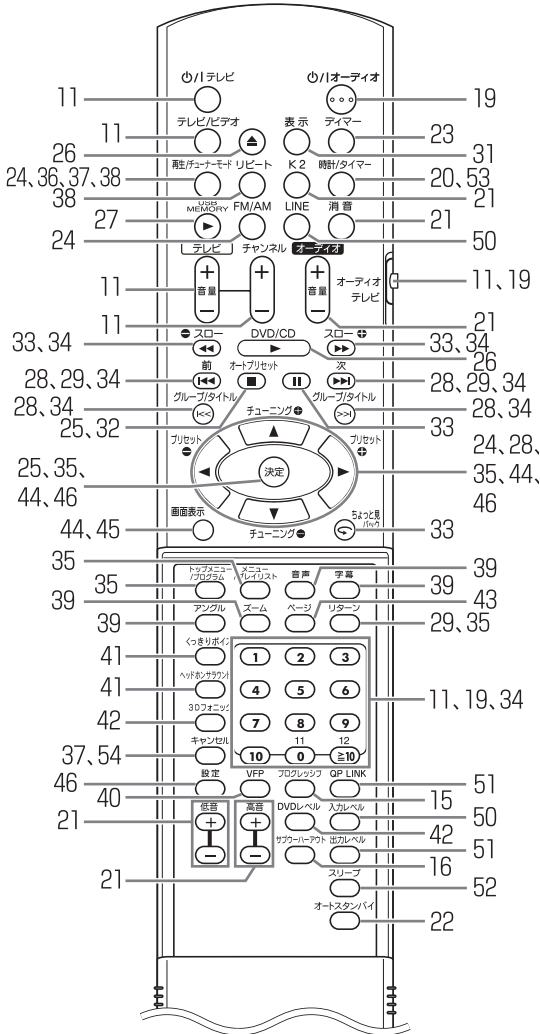 ⏻/I テレビ
⏻/I オーディオ
11
19
テレビ/ビデオ
表示
ディマー
11
23
26
31
再生/チューナーモード
リピート
K2
時計/タイマー
24、36、37、38
20、53
38
21
USB MEMORY
FM/AM
LINE
消音
27
21
24
50
テレビ
チャンネル
オーディオ
+
音量
−
+
−
+
音量
−
オーディオ
テレビ
11
11、19
11
21
スロー
DVD/CD
スロー
33、34
33、34
26
前
オートプリセット
次
28、29、34
28、29、34
グループ/タイトル
グループ/タイトル
28、34
28、34
25、32
33
チューニング
プリセット
プリセット
決定
24、28、
35、44、
46
25、35、
44、46
画面表示
チューニング
ちょっと見
バック
44、45
33
トップメニュー
/プログラム
メニュー
/プレイリスト
音声
字幕
35
35
39
39
アングル
ズーム
ページ
リターン
39
39
43
29、35
くっきりボイス
41
1
2
3
ヘッドホンサラウンド
41
4
5
6
11、19、34
3Dフォニック
42
7
8
9
キャンセル
11
12
37、54
10
0
≧10
設定
VFP
プログレッシブ
QP LINK
46
40
15
51
低音
高音
DVDレベル
入力レベル
21
+
−
+
−
42
50
サブウーハーアウト
出力レベル
21
16
51
スリープ
52
オートスタンバイ
22